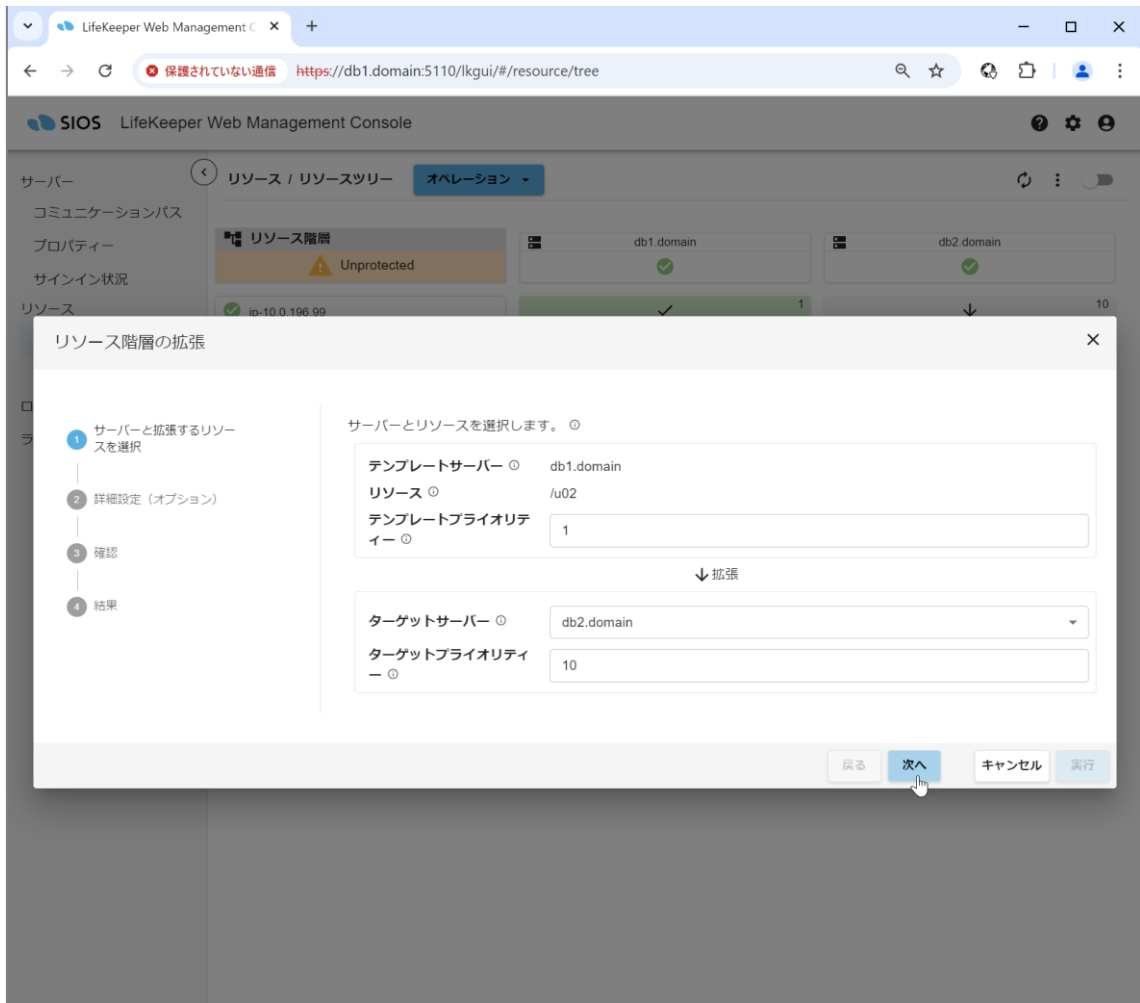 LifeKeeper Web Management C
保護されていない通信 https://db1.domain:5110/lkgui/#/resource/tree
SIOS LifeKeeper Web Management Console
サーバー
コミュニケーションパス
プロパティー
サインイン状況
リソース
リソース / リソースツリー オペレーション
リソース階層 db1.domain db2.domain
Unprotected
ip-10.0.196.99 1 10
リソース階層の拡張
ロ
ラ
1 サーバーと拡張するリソー
スを選択
2 詳細設定（オプション）
3 確認
4 結果
サーバーとリソースを選択します。
テンプレートサーバー db1.domain
リソース /u02
テンプレートプライオリテ
ィー 1
拡張
ターゲットサーバー db2.domain
ターゲットプライオリティ
ー 10
戻る 次へ キャンセル 実行